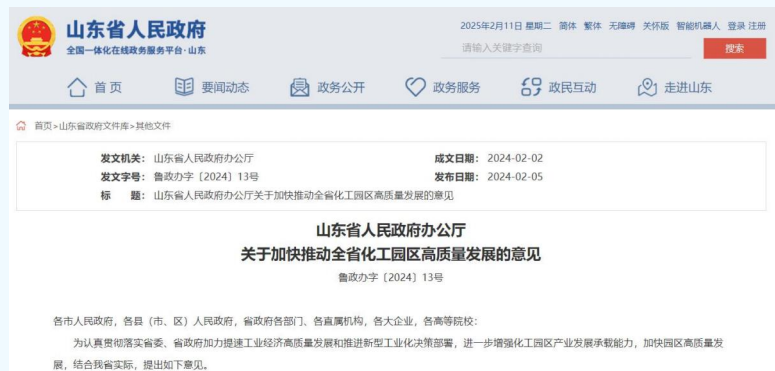 山东省人民政府
全国一体化在线政务服务平台·山东
2025年2月11日 星期二 简体 繁体 无障碍 关怀版 智能机器人 登录 注册
请输入关键字查询
搜索
首页 要闻动态 政务公开 政务服务 政民互动 走进山东
首页>山东省政府文件库>其他文件
发文机关： 山东省人民政府办公厅 成文日期： 2024-02-02
发文字号： 鲁政办字〔2024〕13号 发布日期： 2024-02-05
标 题： 山东省人民政府办公厅关于加快推动全省化工园区高质量发展的意见
山东省人民政府办公厅
关于加快推动全省化工园区高质量发展的意见
鲁政办字〔2024〕13号
各市人民政府，各县（市、区）人民政府，省政府各部门、各直属机构，各大企业，各高等院校：
为认真贯彻落实省委、省政府加力提速工业经济高质量发展和推进新型工业化决策部署，进一步增强化工园区产业发展承载能力，加快园区高质量发
展，结合我省实际，提出如下意见。